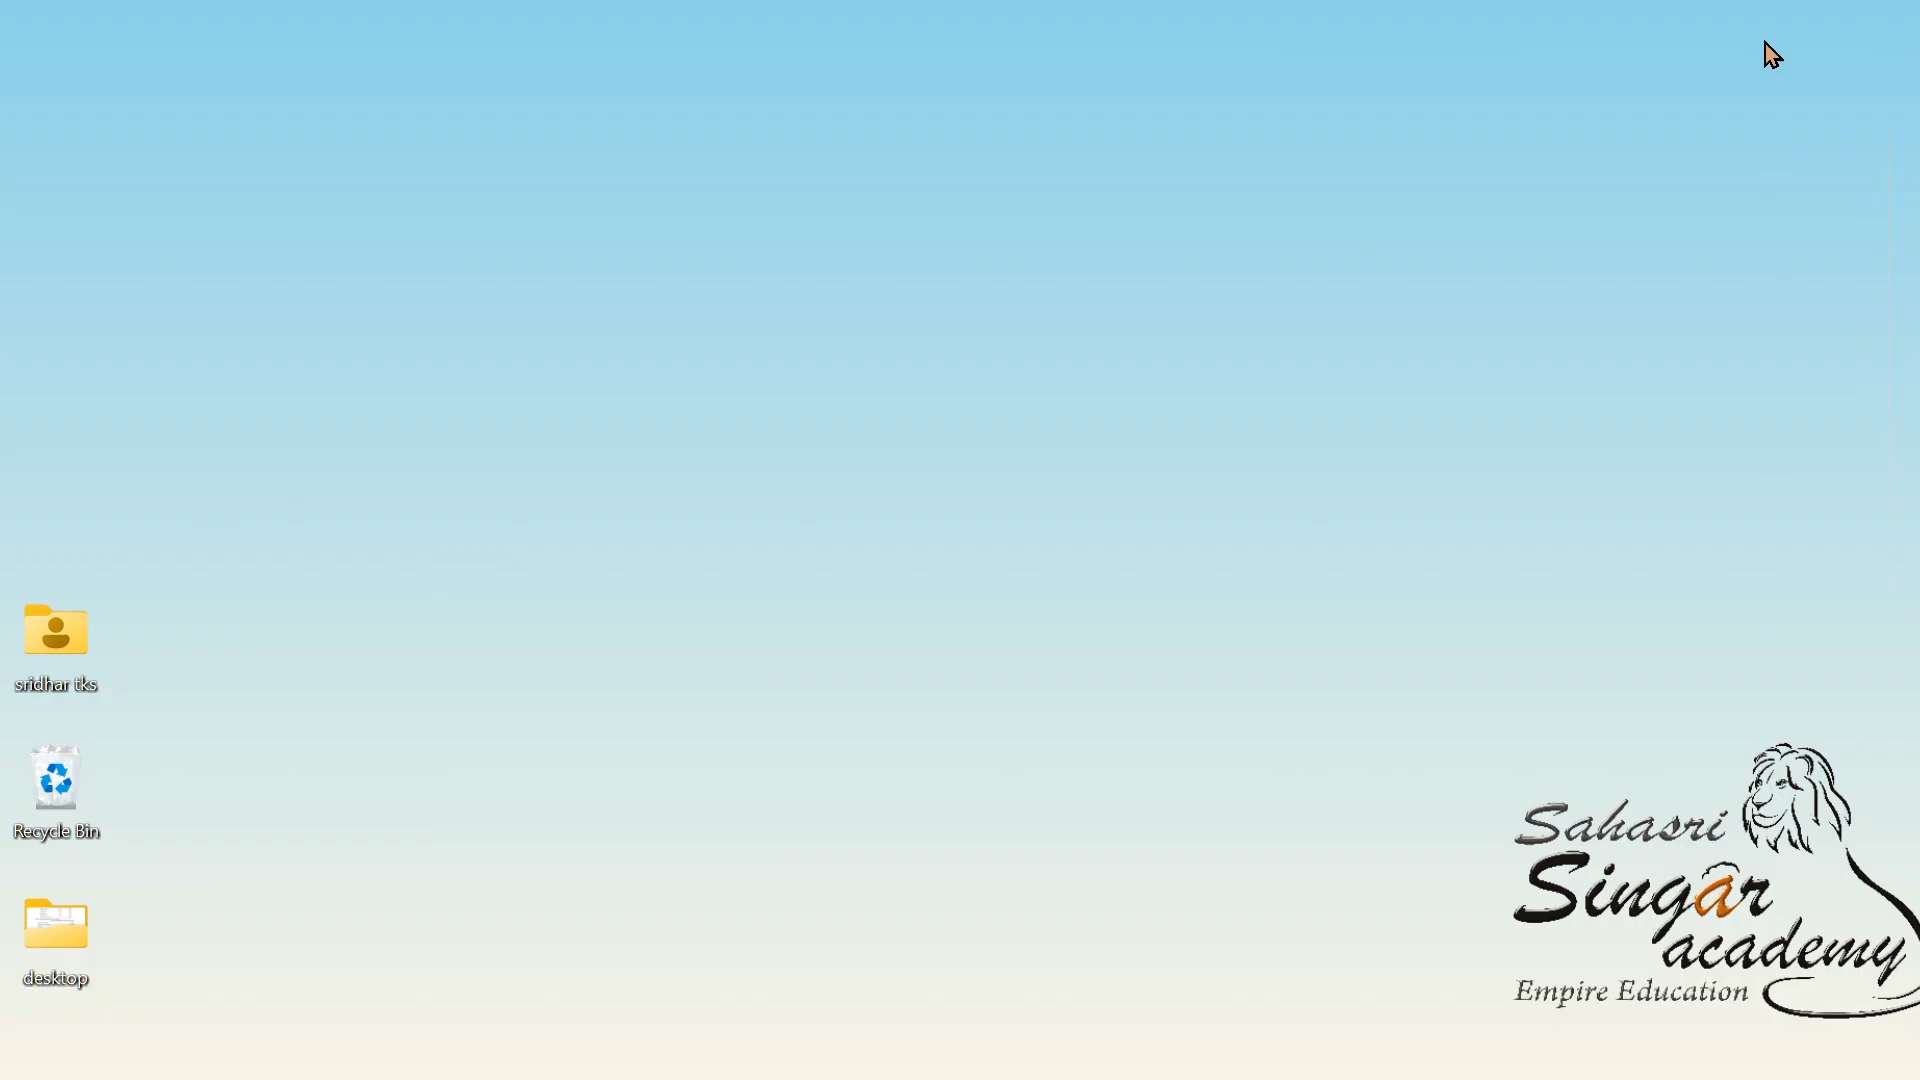 sridhar tks
Recycle Bin
desktop
Sahasri
Singar
academy
Empire Education